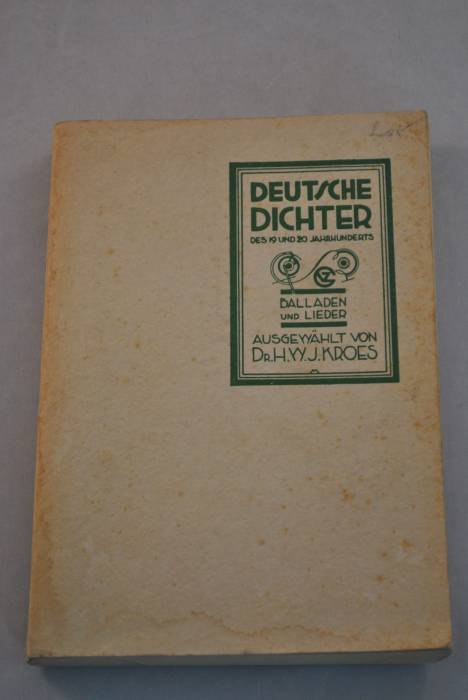 DEUTSCHE
DICHTER
DES 19 UND 20 JAHRHUNDERTS
BALLADEN
UND LIEDER
AUSGEWÄHLT VON
DR. H. W. J. KROES